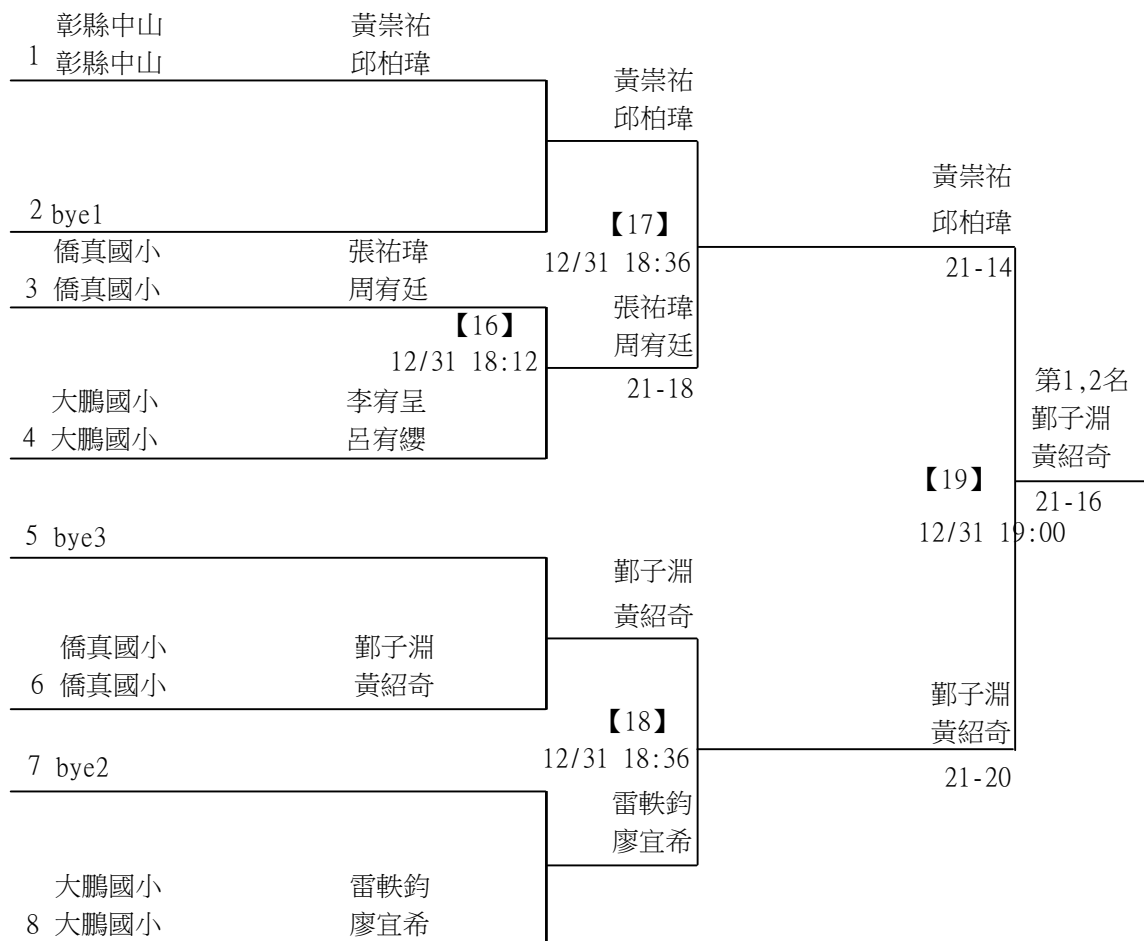 彰縣中山 黃崇祐
1 彰縣中山 邱柏瑋
黃崇祐
邱柏瑋
黃崇祐
2 bye1
【17】
邱柏瑋
僑真國小 張祐瑋
12/31 18:36
21-14
3 僑真國小 周宥廷
張祐瑋
【16】
周宥廷
12/31 18:12
21-18
第1,2名
大鵬國小 李宥呈
鄞子淵
4 大鵬國小 呂宥纓
黃紹奇
【19】
21-16
5 bye3
12/31 19:00
鄞子淵
黃紹奇
僑真國小 鄞子淵
6 僑真國小 黃紹奇
鄞子淵
【18】
黃紹奇
7 bye2
12/31 18:36
21-20
雷軼鈞
廖宜希
大鵬國小 雷軼鈞
8 大鵬國小 廖宜希